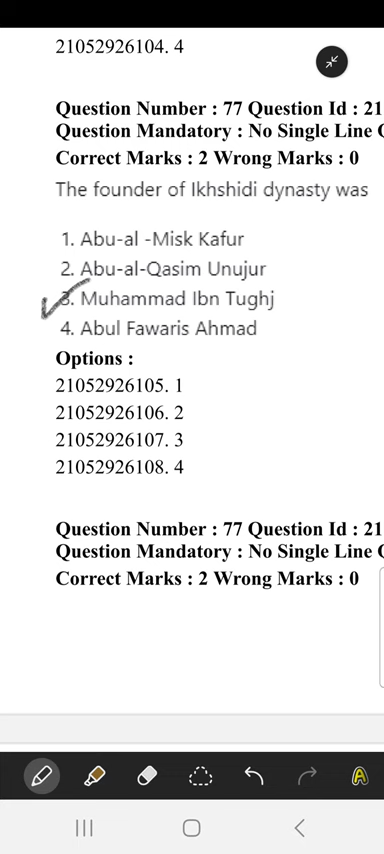 21052926104. 4
Question Number : 77 Question Id : 21
Question Mandatory : No Single Line
Correct Marks : 2 Wrong Marks : 0
The founder of Ikhshidi dynasty was
1. Abu-al -Misk Kafur
2. Abu-al-Qasim Unujur
3. Muhammad Ibn Tughj
4. Abul Fawaris Ahmad
Options :
21052926105. 1
21052926106. 2
21052926107. 3
21052926108. 4
Question Number : 77 Question Id : 21
Question Mandatory : No Single Line
Correct Marks : 2 Wrong Marks : 0
A